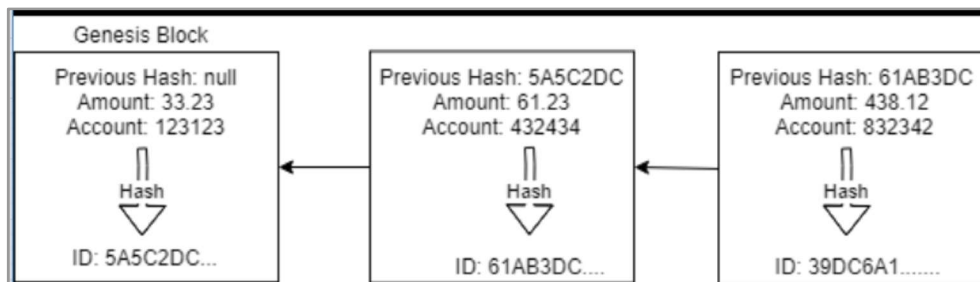 Genesis Block
Previous Hash: null
Amount: 33.23
Account: 123123
Hash
ID: 5A5C2DC...
Previous Hash: 5A5C2DC
Amount: 61.23
Account: 432434
Hash
ID: 61AB3DC....
Previous Hash: 61AB3DC
Amount: 438.12
Account: 832342
Hash
ID: 39DC6A1.......